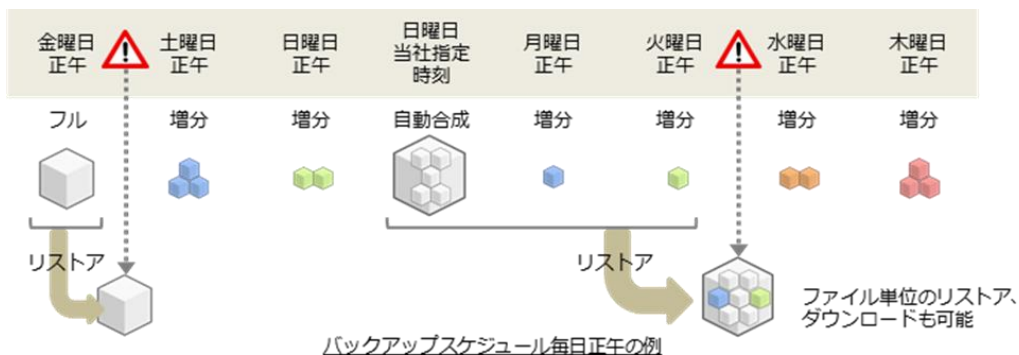 金曜日
正午
土曜日
正午
日曜日
正午
日曜日
当社指定
時刻
月曜日
正午
火曜日
正午
水曜日
正午
木曜日
正午
フル
増分
増分
自動合成
増分
増分
増分
増分
リストア
リストア
ファイル単位のリストア、
ダウンロードも可能
バックアップスケジュール毎日正午の例